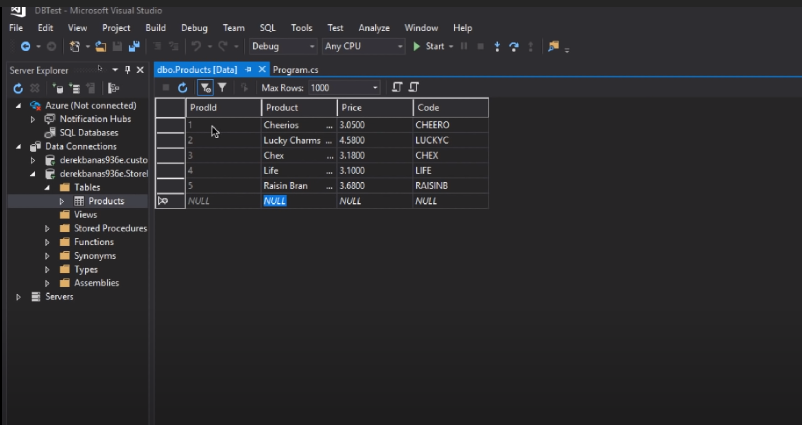 DBTest - Microsoft Visual Studio
File Edit View Project Build Debug Team SQL Tools Test Analyze Window Help
Debug Any CPU Start
Server Explorer
dbo.Products [Data] Program.cs
Max Rows: 1000
Azure (Not connected)
Notification Hubs
SQL Databases
Data Connections
derekbanas936e.custo
derekbanas936e.Storel
Tables
Products
Views
Stored Procedures
Functions
Synonyms
Types
Assemblies
Servers
ProdId Product Price Code
1 Cheerios ... 3.0500 CHEERO
2 Lucky Charms ... 4.5800 LUCKYC
3 Chex ... 3.1800 CHEX
4 Life ... 3.1000 LIFE
5 Raisin Bran ... 3.6800 RAISINB
NULL NULL NULL NULL